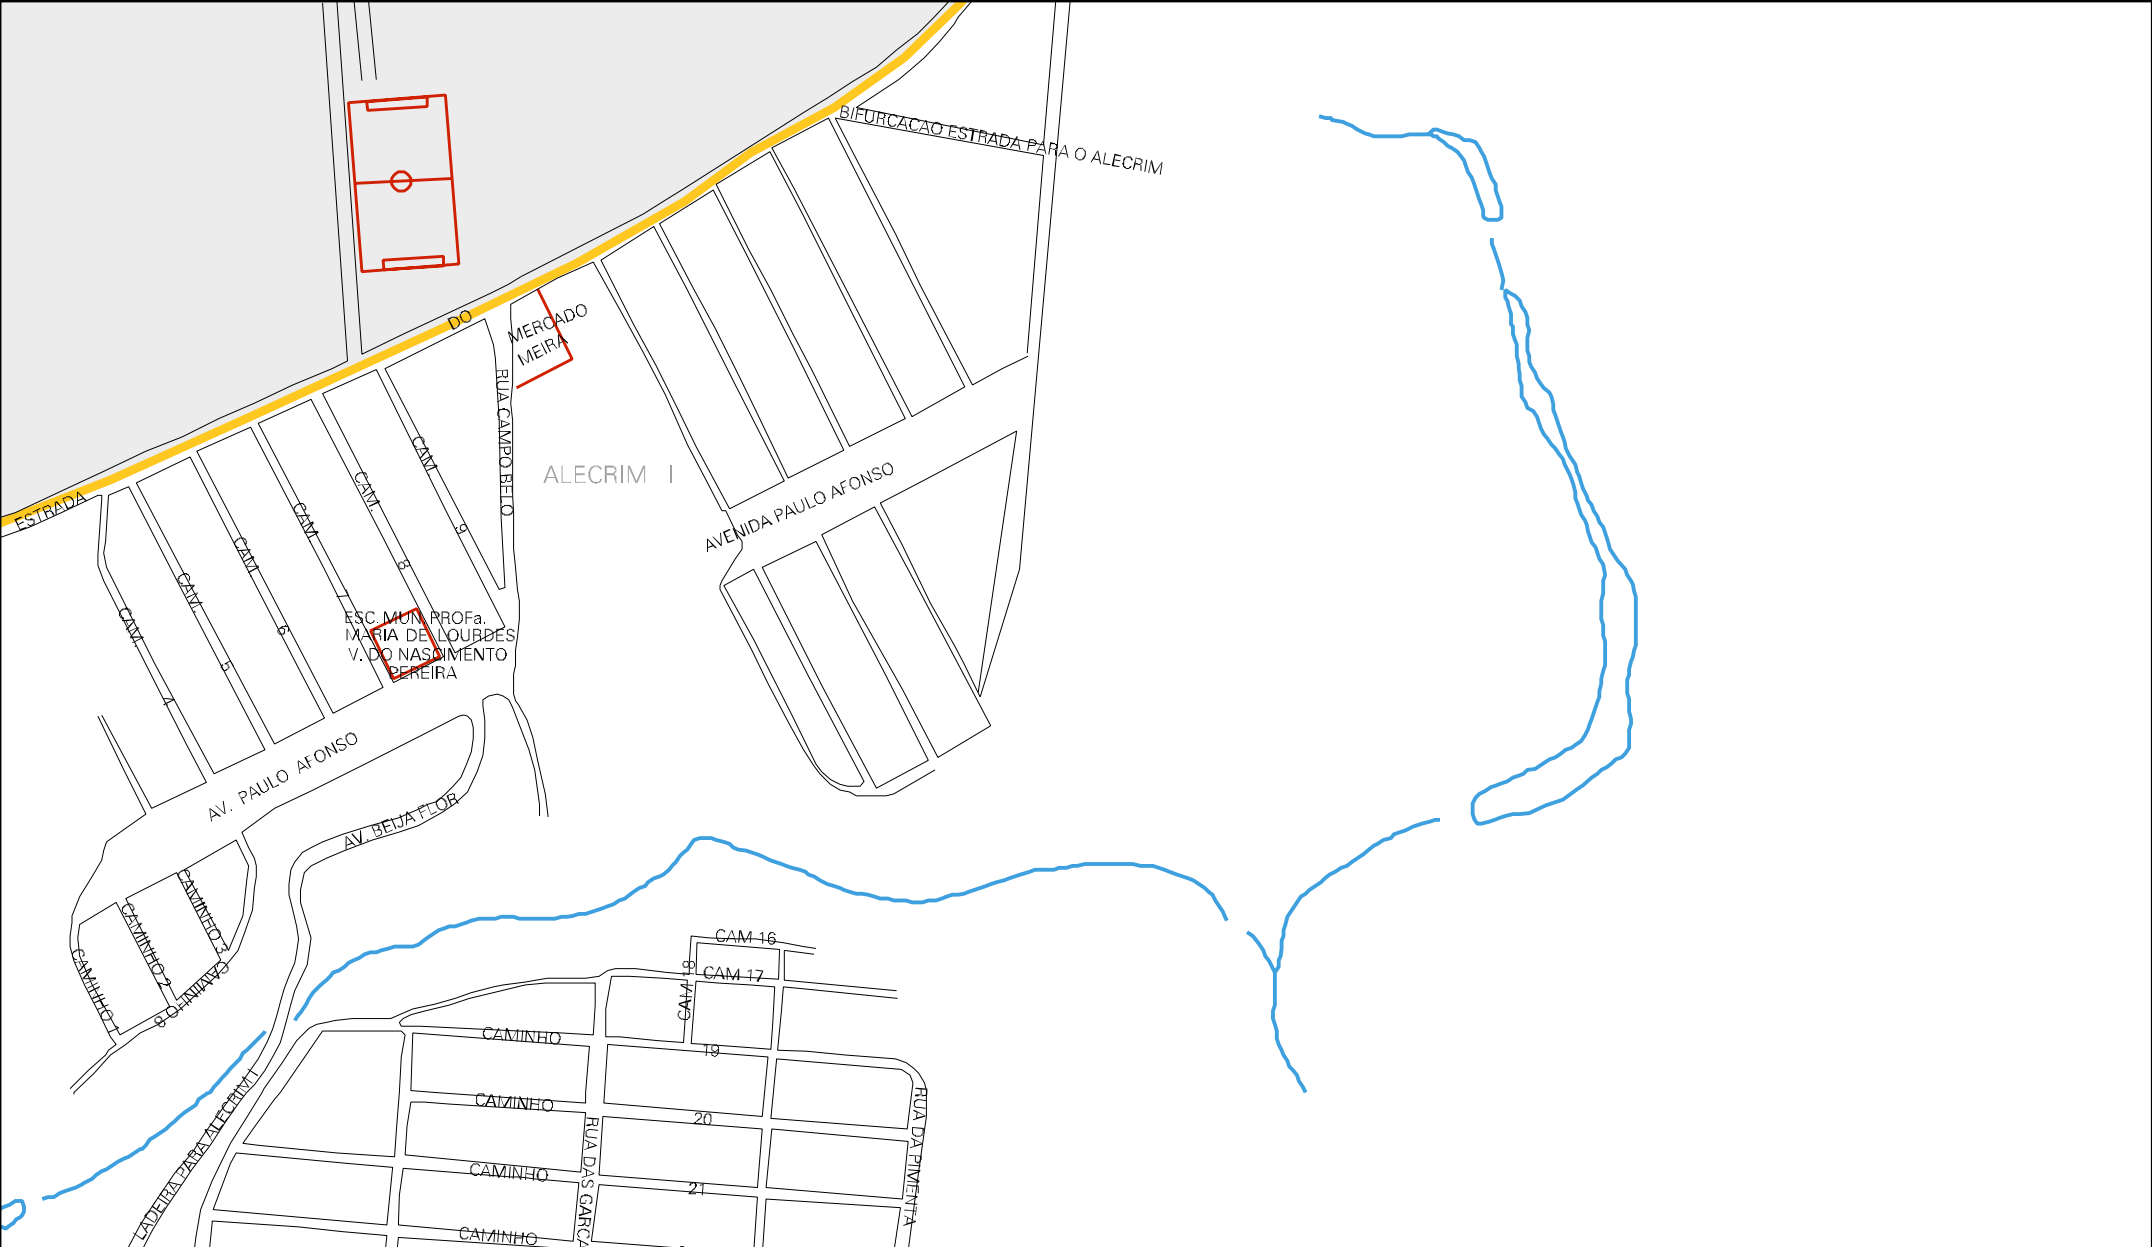 BIFURCACAO ESTRADA PARA O ALECRIM
ESTRADA DO
MERCADO
MEIRA
RUA CAMPO BELO
ALECRIM I
AVENIDA PAULO AFONSO
CAM. 4
CAM. 5
CAM. 6
CAM. 7
CAM. 8
CAM. 9
ESC. MUN. PROFa.
MARIA DE LOURDES
V. DO NASCIMENTO
PEREIRA
AV. PAULO AFONSO
AV. BEIJA FLOR
CAMINHO 1
CAMINHO 2
CAMINHO 3
CAMINHO 8
LADEIRA PARA ALECRIM I
CAM 16
CAM 17
CAM 18
CAMINHO 19
CAMINHO 20
CAMINHO 21
CAMINHO
RUA DAS GARCA
RUA DA PIMENTA